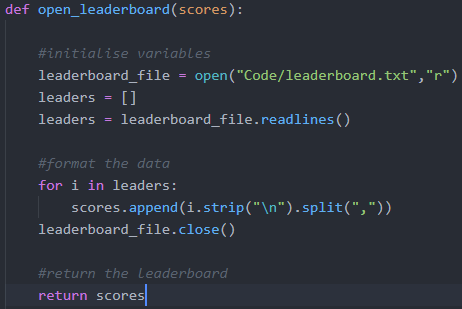 def open_leaderboard(scores):
#initialise variables
leaderboard_file = open("Code/leaderboard.txt","r")
leaders = []
leaders = leaderboard_file.readlines()
#format the data
for i in leaders:
scores.append(i.strip("\n").split(","))
leaderboard_file.close()
#return the leaderboard
return scores